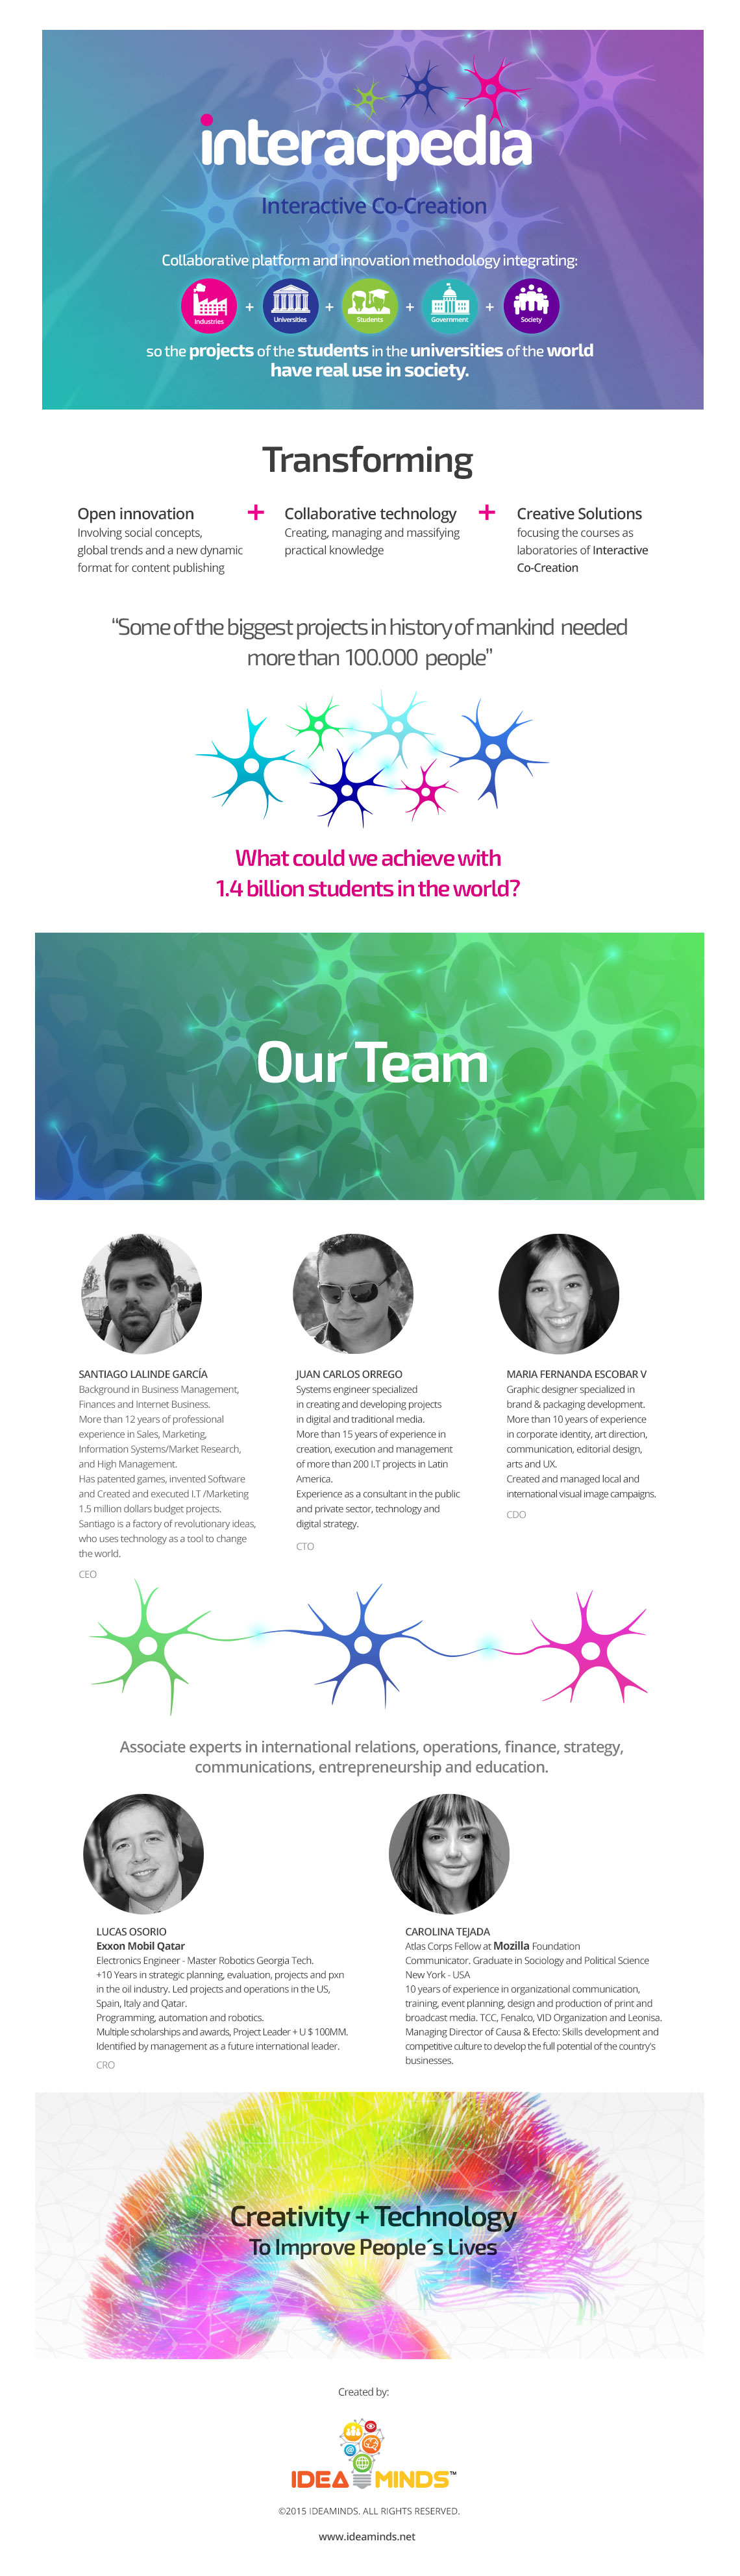 interacpedia
Interactive Co-Creation
Collaborative platform and innovation methodology integrating:
Industries
+
Universities
+
Students
+
Government
+
Society
so the projects of the students in the universities of the world
have real use in society.
Transforming
Open innovation
Involving social concepts,
global trends and a new dynamic
format for content publishing
+
Collaborative technology
Creating, managing and massifying
practical knowledge
+
Creative Solutions
focusing the courses as
laboratories of Interactive
Co-Creation
“Some of the biggest projects in history of mankind needed
more than 100.000 people”
What could we achieve with
1.4 billion students in the world?
Our Team
SANTIAGO LALINDE GARCÍA
Background in Business Management,
Finances and Internet Business.
More than 12 years of professional
experience in Sales, Marketing,
Information Systems/Market Research,
and High Management.
Has patented games, invented Software
and Created and executed I.T /Marketing
1.5 million dollars budget projects.
Santiago is a factory of revolutionary ideas,
who uses technology as a tool to change
the world.
CEO
JUAN CARLOS ORREGO
Systems engineer specialized
in creating and developing projects
in digital and traditional media.
More than 15 years of experience in
creation, execution and management
of more than 200 I.T projects in Latin
America.
Experience as a consultant in the public
and private sector, technology and
digital strategy.
CTO
MARIA FERNANDA ESCOBAR V
Graphic designer specialized in
brand & packaging development.
More than 10 years of experience
in corporate identity, art direction,
communication, editorial design,
arts and UX.
Created and managed local and
international visual image campaigns.
CDO
Associate experts in international relations, operations, finance, strategy,
communications, entrepreneurship and education.
LUCAS OSORIO
Exxon Mobil Qatar
Electronics Engineer - Master Robotics Georgia Tech.
+10 Years in strategic planning, evaluation, projects and pxn
in the oil industry. Led projects and operations in the US,
Spain, Italy and Qatar.
Programming, automation and robotics.
Multiple scholarships and awards, Project Leader + U $ 100MM.
Identified by management as a future international leader.
CRO
CAROLINA TEJADA
Atlas Corps Fellow at Mozilla Foundation
Communicator. Graduate in Sociology and Political Science
New York - USA
10 years of experience in organizational communication,
training, event planning, design and production of print and
broadcast media. TCC, Fenalco, VID Organization and Leonisa.
Managing Director of Causa & Efecto: Skills development and
competitive culture to develop the full potential of the country's
businesses.
Creativity + Technology
To Improve People´s Lives
Created by:
IDEA MINDS™
©2015 IDEAMINDS. ALL RIGHTS RESERVED.
www.ideaminds.net